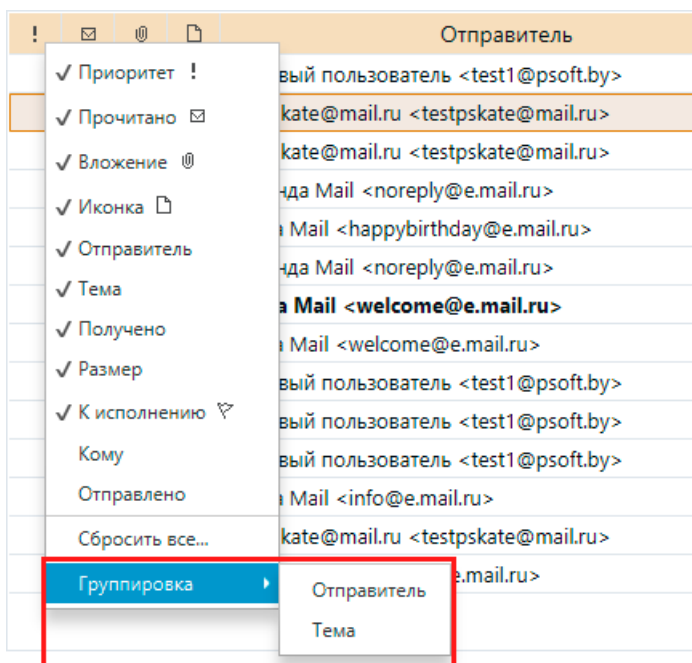 ! Отправитель
✓ Приоритет !
вый пользователь <test1@psoft.by>
✓ Прочитано
kate@mail.ru <testpskate@mail.ru>
✓ Вложение
kate@mail.ru <testpskate@mail.ru>
✓ Иконка
нда Mail <noreply@e.mail.ru>
✓ Отправитель
Mail <happybirthday@e.mail.ru>
нда Mail <noreply@e.mail.ru>
✓ Тема
а Mail <welcome@e.mail.ru>
✓ Получено
Mail <welcome@e.mail.ru>
✓ Размер
вый пользователь <test1@psoft.by>
✓ К исполнению
вый пользователь <test1@psoft.by>
Кому
вый пользователь <test1@psoft.by>
Отправлено
Mail <info@e.mail.ru>
Сбросить все...
kate@mail.ru <testpskate@mail.ru>
Группировка
.mail.ru>
Отправитель
Тема